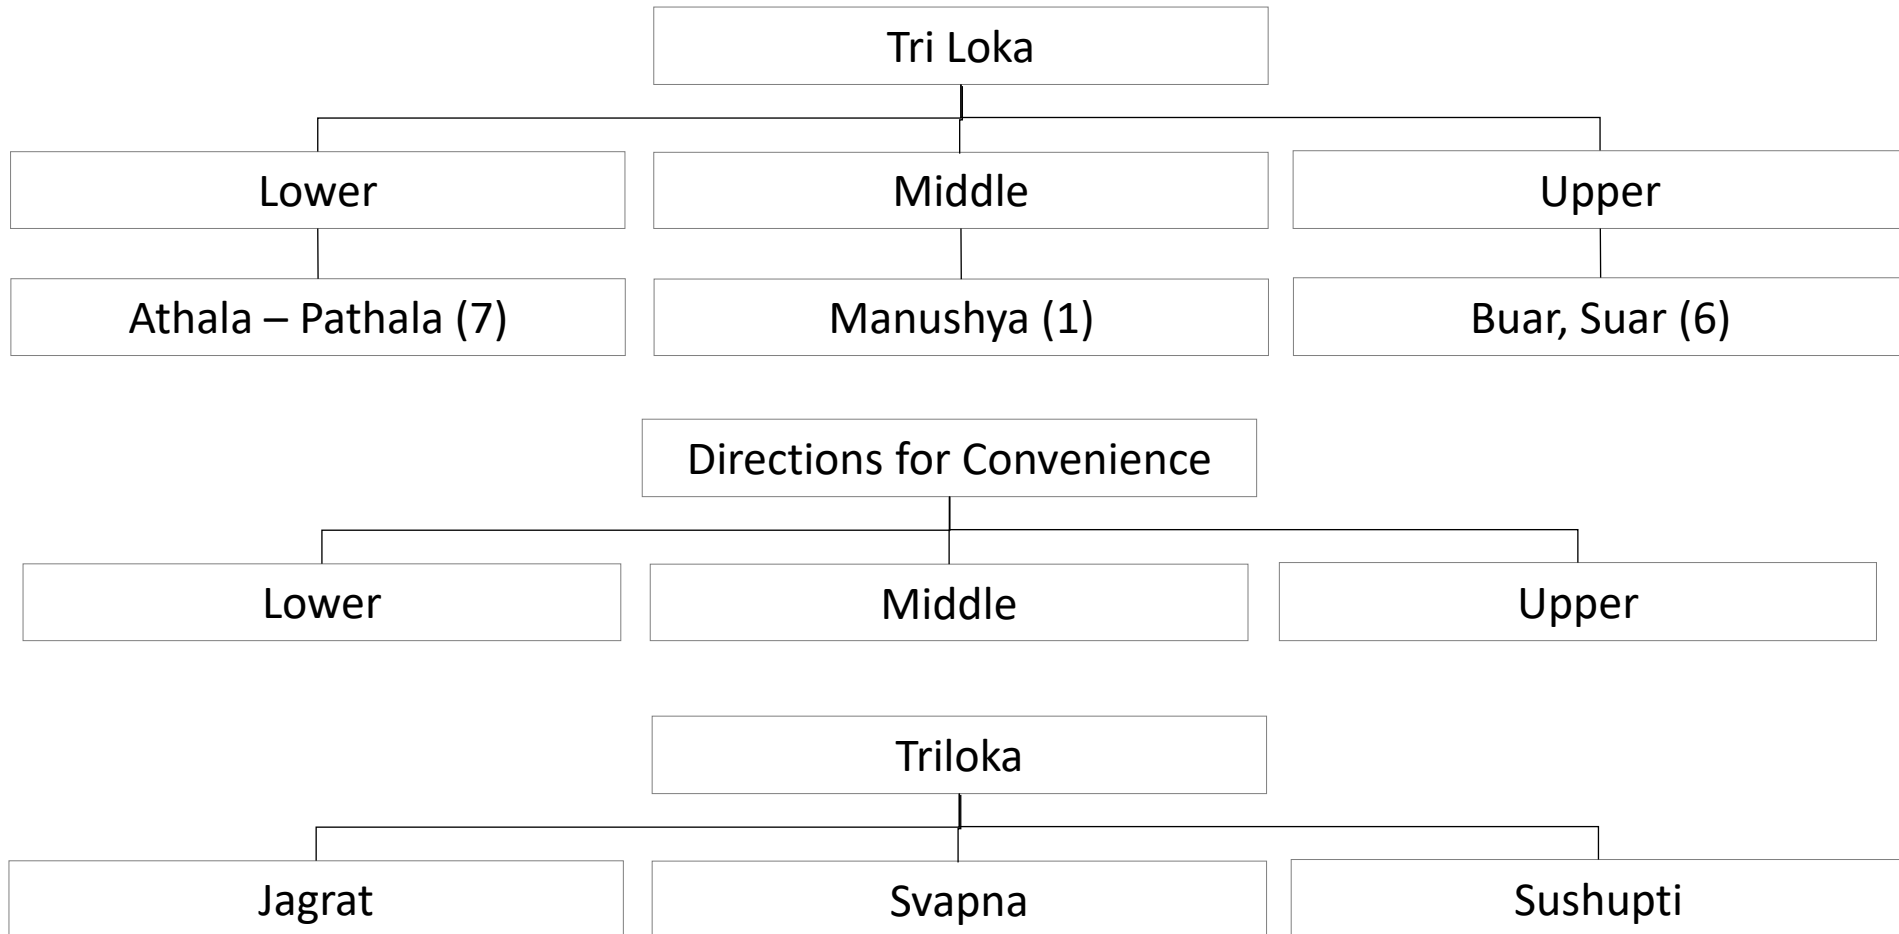 Tri Loka
Lower
Middle
Upper
Athala – Pathala (7)
Manushya (1)
Buar, Suar (6)
Directions for Convenience
Lower
Middle
Upper
Triloka
Jagrat
Svapna
Sushupti